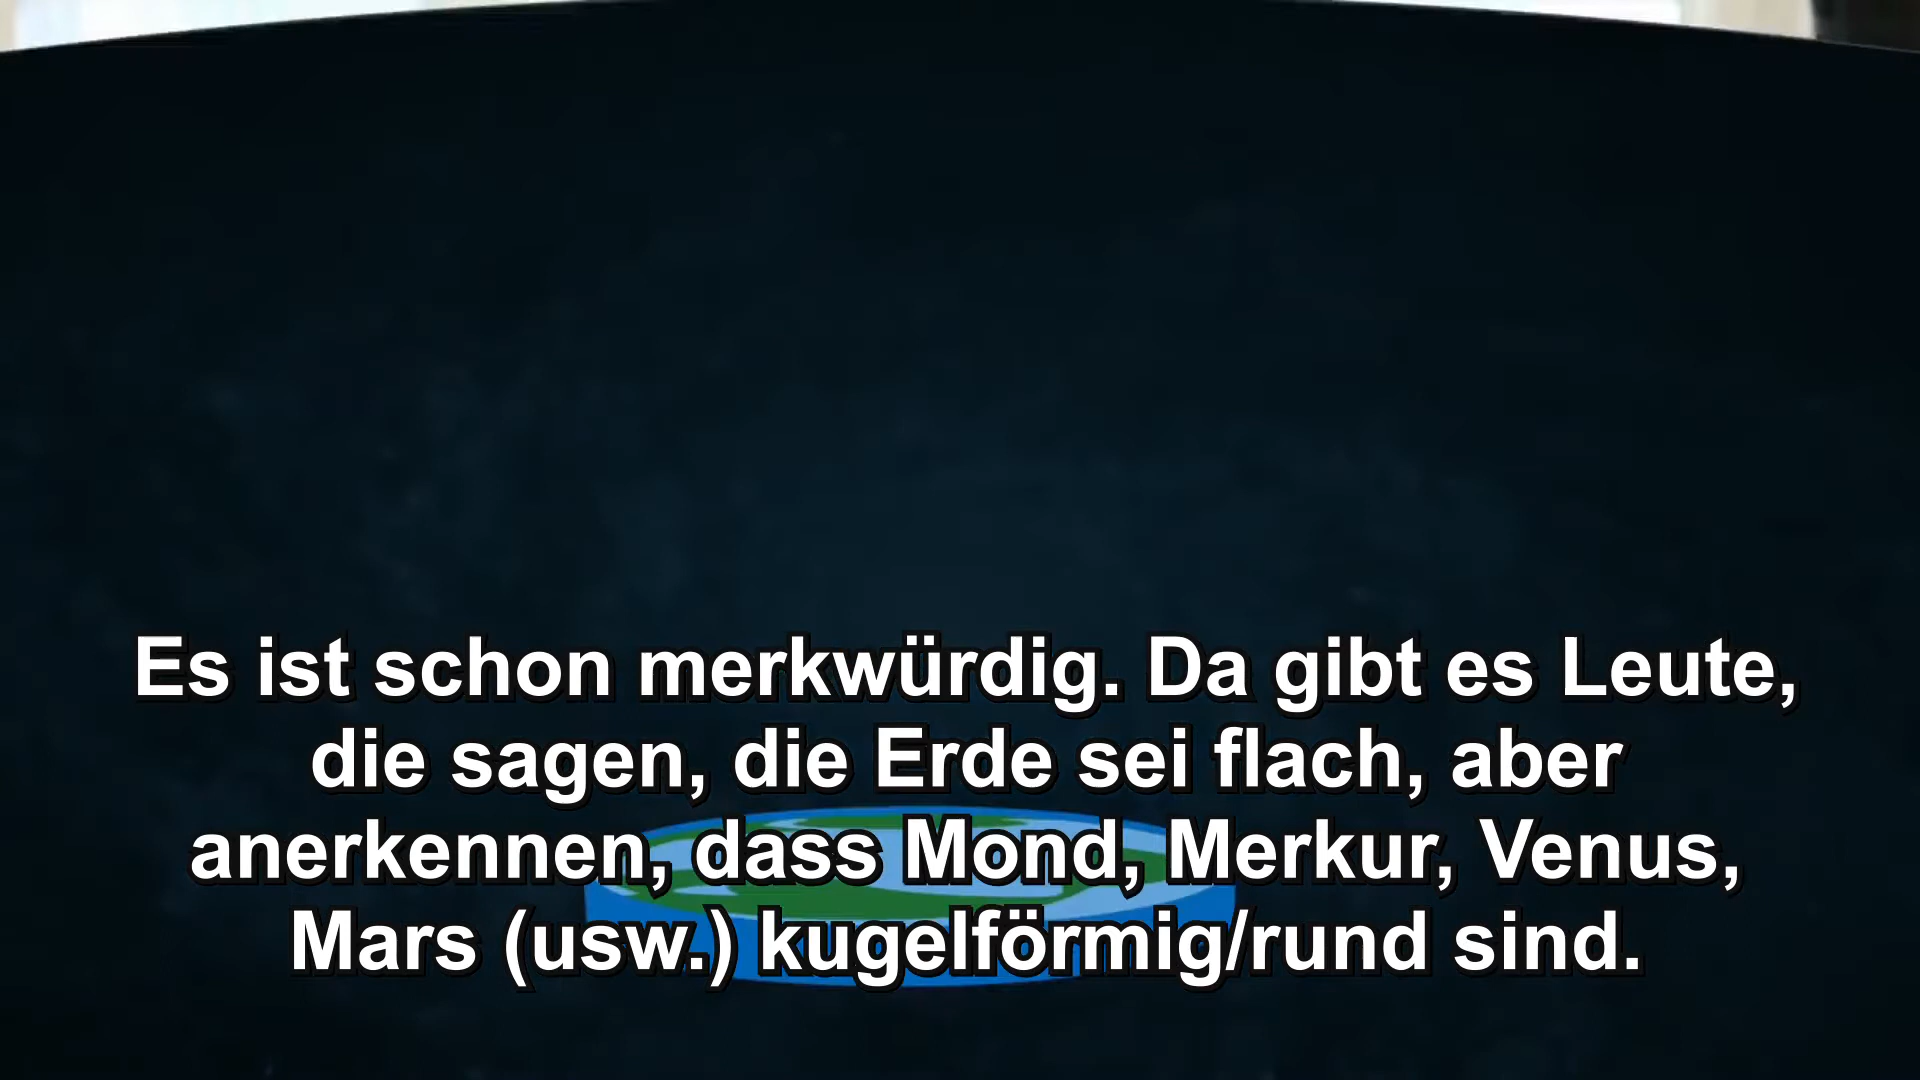 Es ist schon merkwürdig. Da gibt es Leute,
die sagen, die Erde sei flach, aber
anerkennen, dass Mond, Merkur, Venus,
Mars (usw.) kugelförmig/rund sind.